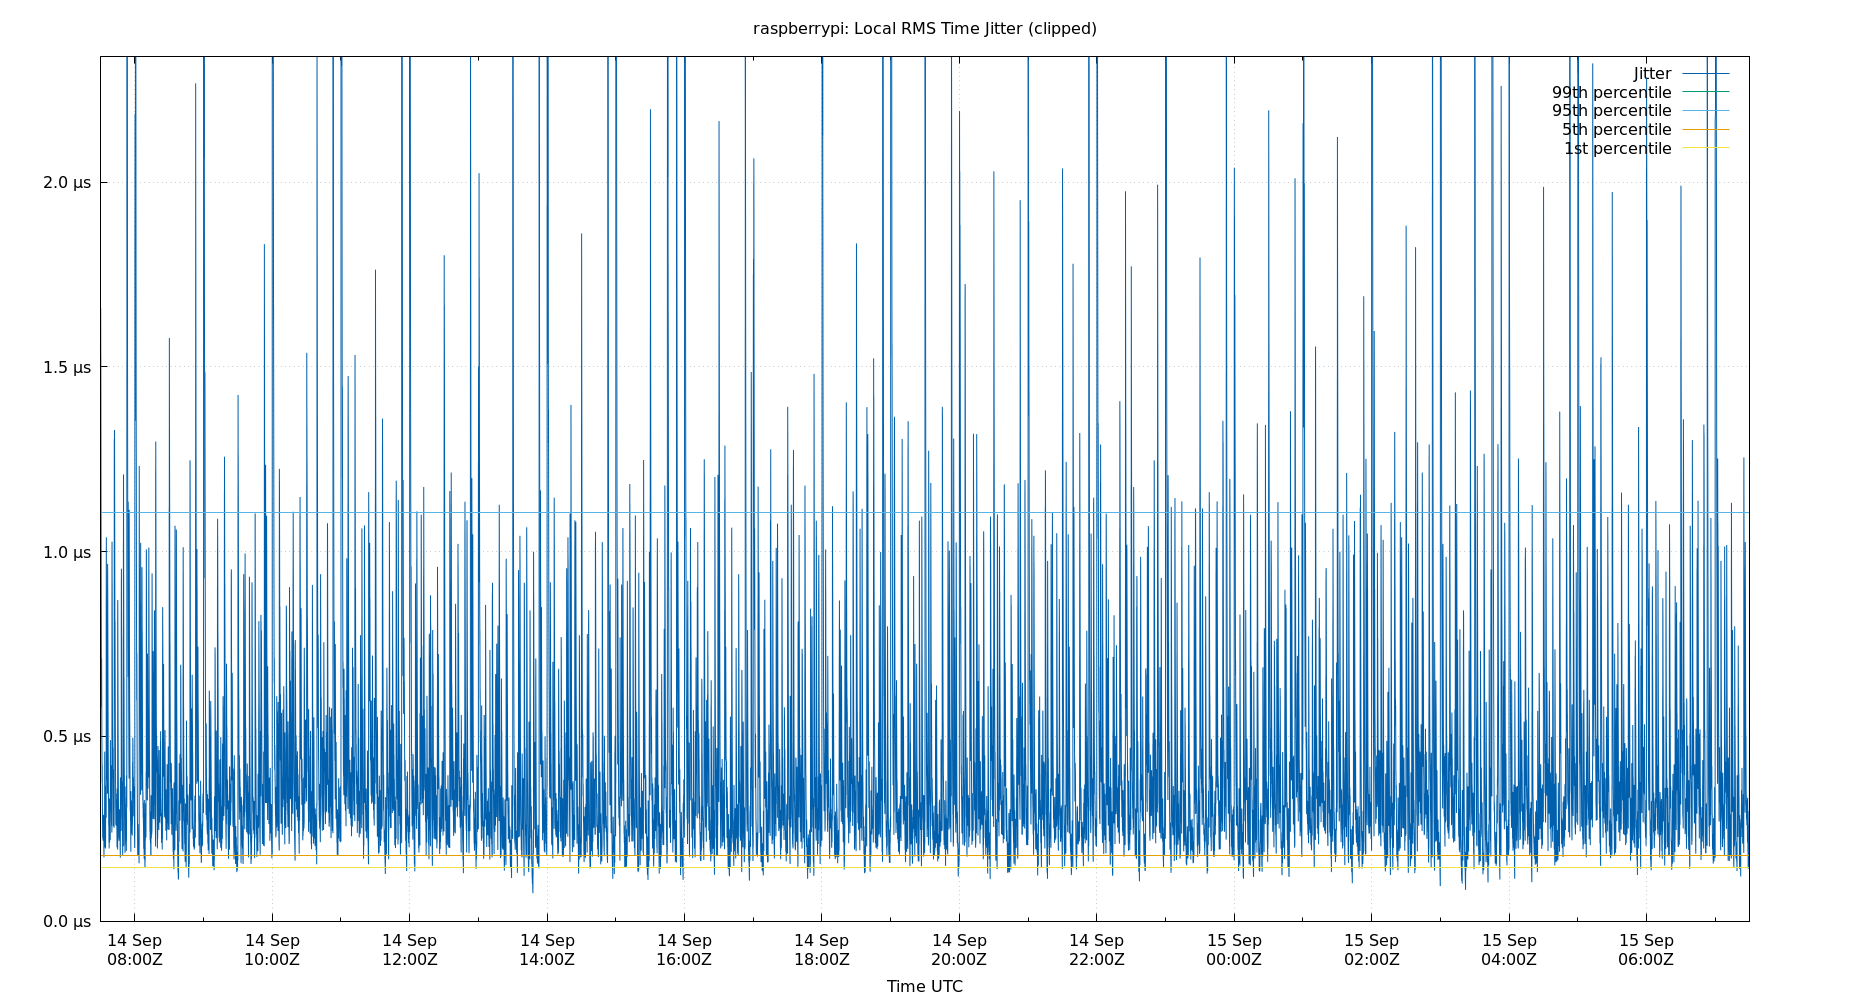 raspberrypi: Local RMS Time Jitter (clipped)
Jitter
99th percentile
95th percentile
5th percentile
1st percentile
2.0 μs
1.5 μs
1.0 μs
0.5 μs
0.0 μs
14 Sep 14 Sep 14 Sep 14 Sep 14 Sep 14 Sep 14 Sep 14 Sep 15 Sep 15 Sep 15 Sep 15 Sep
08:00Z 10:00Z 12:00Z 14:00Z 16:00Z 18:00Z 20:00Z 22:00Z 00:00Z 02:00Z 04:00Z 06:00Z
Time UTC